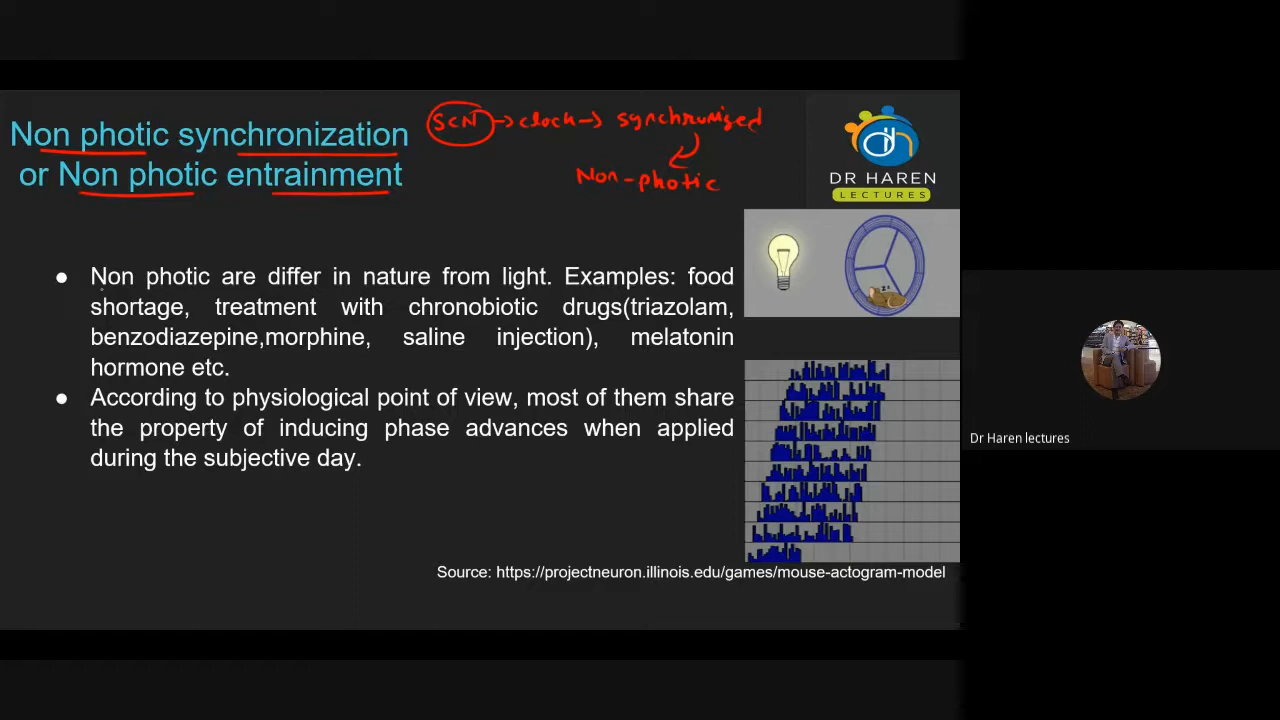 Non photic synchronization
or Non photic entrainment
SCN → clock → synchronized
Non-photic
DR HAREN
LECTURES
● Non photic are differ in nature from light. Examples: food
shortage, treatment with chronobiotic drugs(triazolam,
benzodiazepine,morphine, saline injection), melatonin
hormone etc.
● According to physiological point of view, most of them share
the property of inducing phase advances when applied
during the subjective day.
Source: https://projectneuron.illinois.edu/games/mouse-actogram-model
Dr Haren lectures